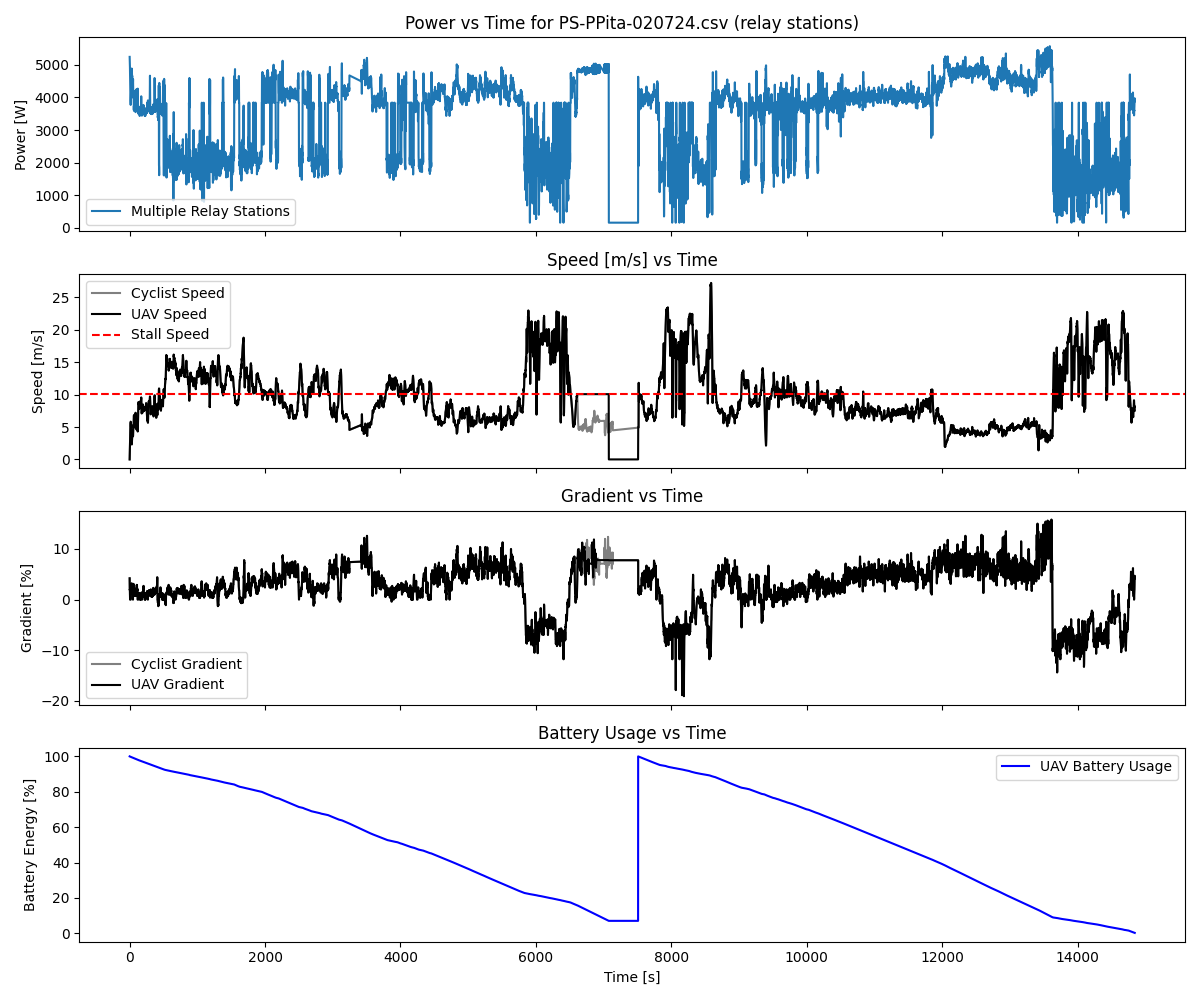 Power vs Time for PS-PPita-020724.csv (relay stations)
Power [W]
5000
4000
3000
2000
1000
0
Multiple Relay Stations
Speed [m/s] vs Time
Speed [m/s]
25
20
15
10
5
0
Cyclist Speed
UAV Speed
Stall Speed
Gradient vs Time
Gradient [%]
10
0
−10
−20
Cyclist Gradient
UAV Gradient
Battery Usage vs Time
Battery Energy [%]
100
80
60
40
20
0
UAV Battery Usage
0 2000 4000 6000 8000 10000 12000 14000
Time [s]